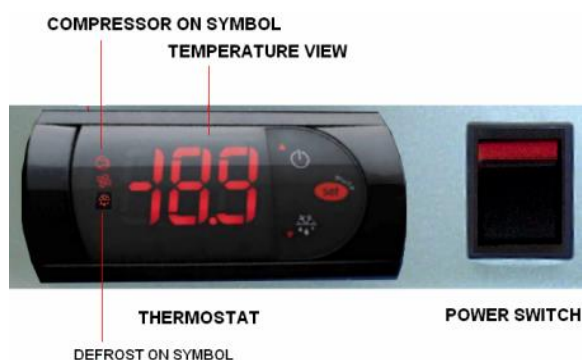 COMPRESSOR ON SYMBOL
TEMPERATURE VIEW
-18.9
set
THERMOSTAT
POWER SWITCH
DEFROST ON SYMBOL